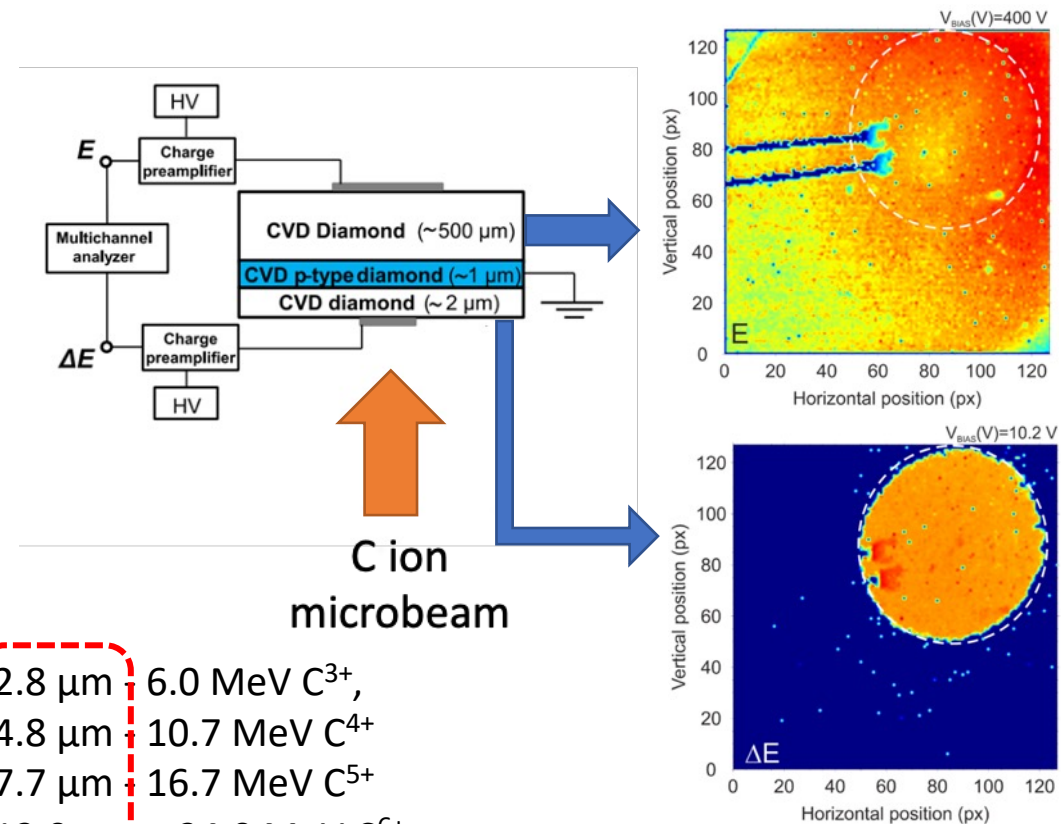 HV
Charge
preamplifier
E
Multichannel
analyzer
ΔE
Charge
preamplifier
HV
CVD Diamond (~500 μm)
CVD p-type diamond (~1 μm)
CVD diamond (~2 μm)
C ion
microbeam
V_BIAS(V)=400 V
Vertical position (px)
120
100
80
60
40
20
0
E
0 20 40 60 80 100 120
Horizontal position (px)
V_BIAS(V)=10.2 V
Vertical position (px)
120
100
80
60
40
20
0
ΔE
0 20 40 60 80 100 120
Horizontal position (px)
2.8 μm - 6.0 MeV C³⁺,
4.8 μm - 10.7 MeV C⁴⁺
7.7 μm - 16.7 MeV C⁵⁺